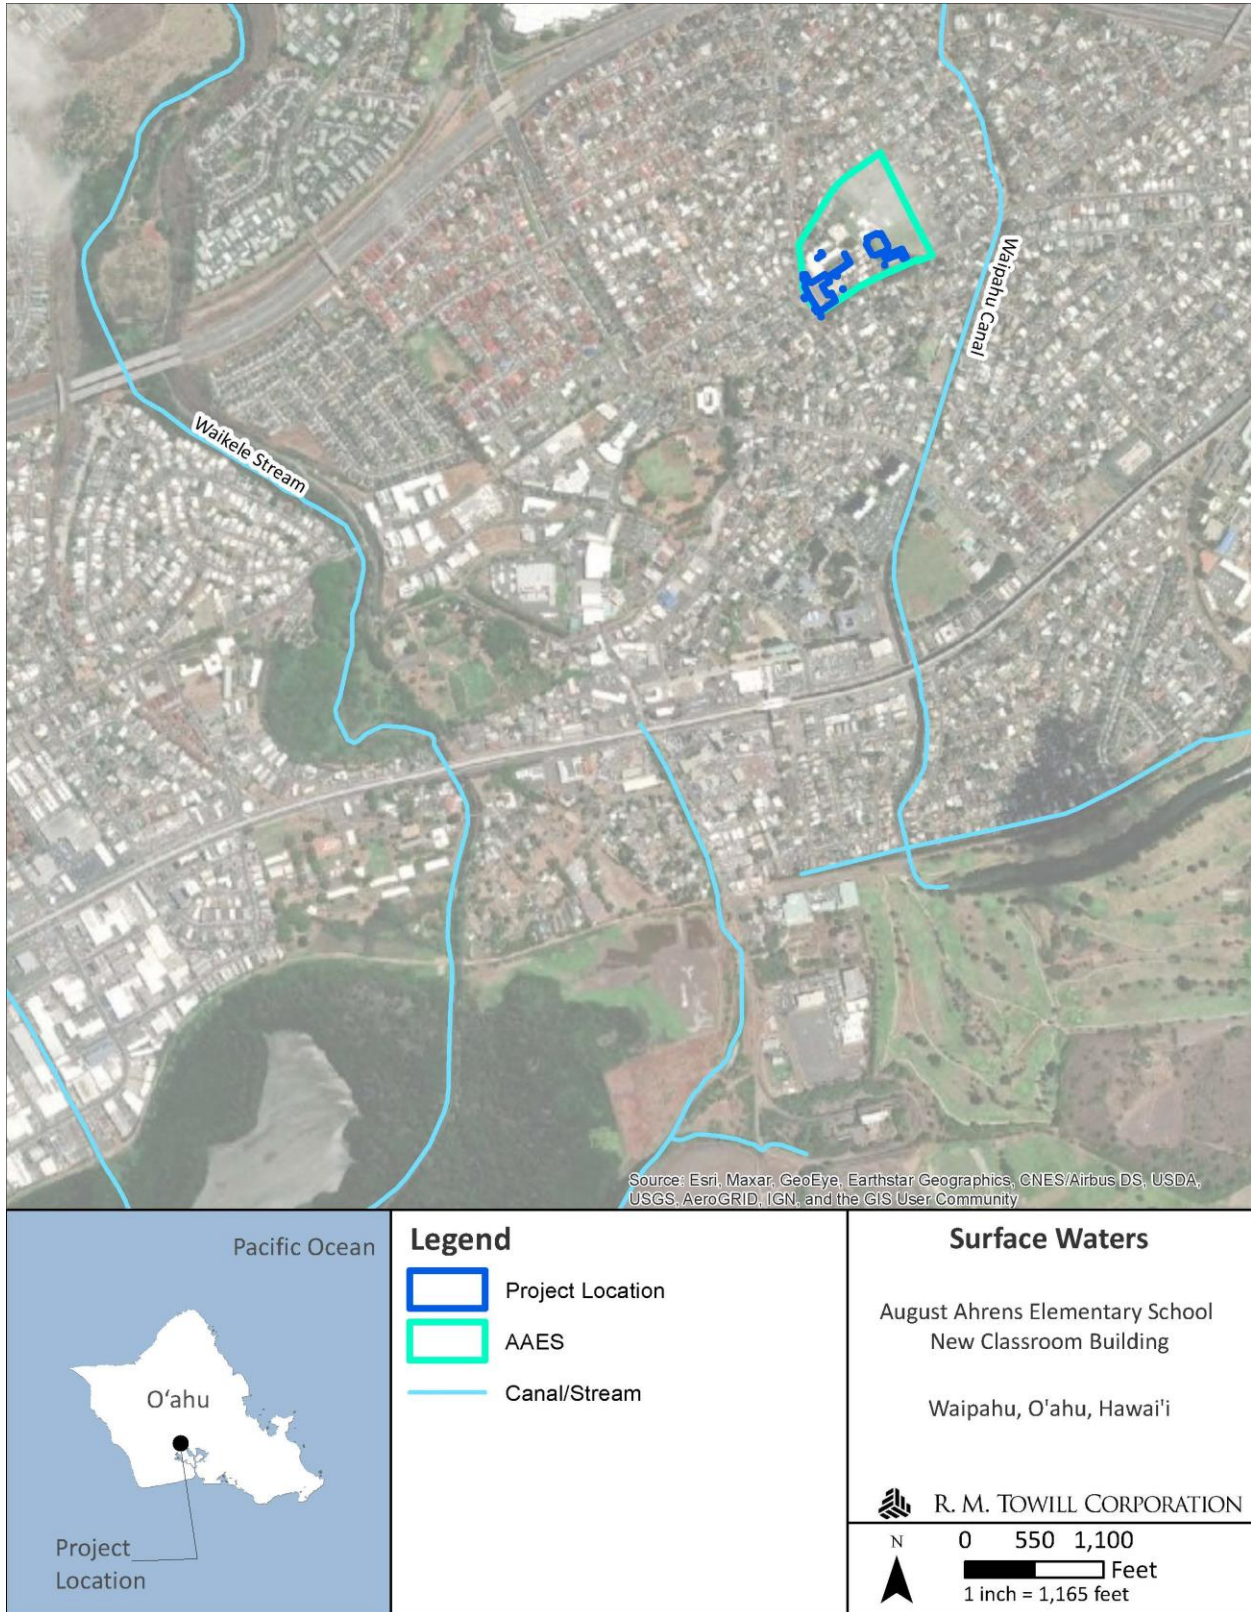 Waikele Stream
Waipahu Canal
Source: Esri, Maxar, GeoEye, Earthstar Geographics, CNES/Airbus DS, USDA,
USGS, AeroGRID, IGN, and the GIS User Community
Pacific Ocean
Oʻahu
Project
Location
Legend
Project Location
AAES
Canal/Stream
Surface Waters
August Ahrens Elementary School
New Classroom Building
Waipahu, O'ahu, Hawai'i
R. M. TOWILL CORPORATION
N
0 550 1,100
Feet
1 inch = 1,165 feet